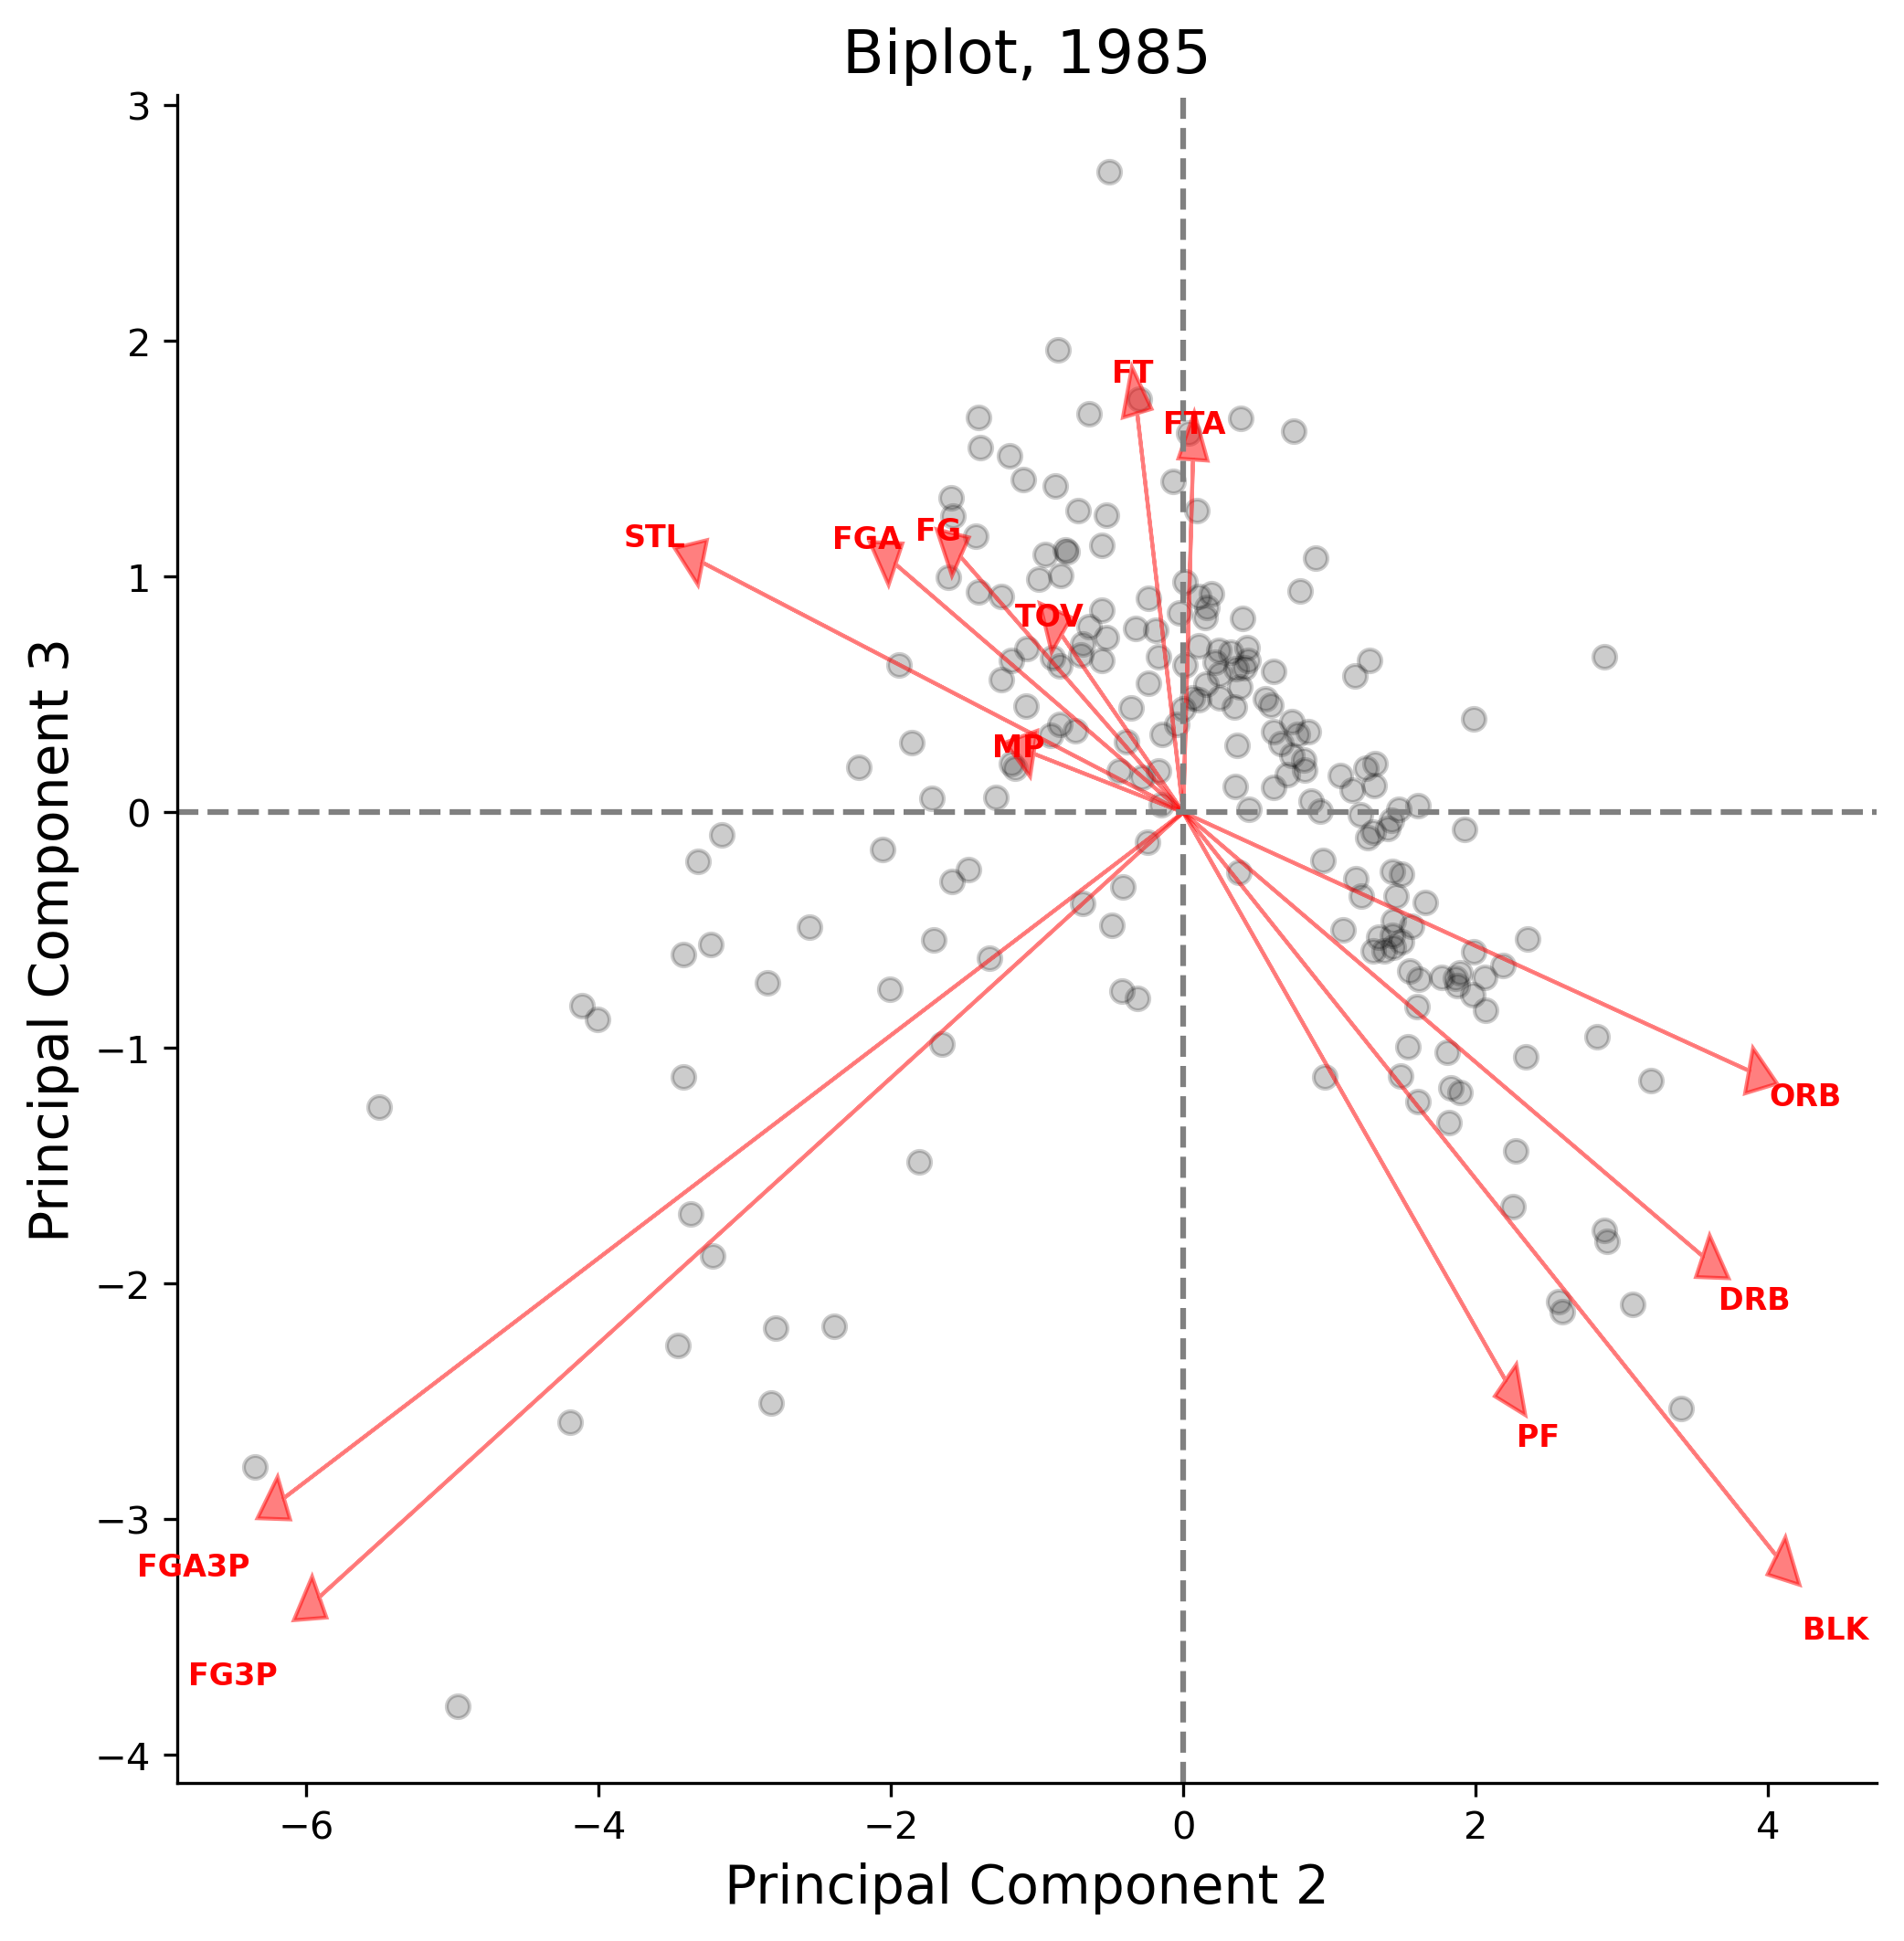 Biplot, 1985
3
2
1
0
−1
−2
−3
−4
Principal Component 3
FT
FTA
STL
FGA
FG
TOV
MP
ORB
DRB
PF
BLK
FGA3P
FG3P
−6
−4
−2
0
2
4
Principal Component 2